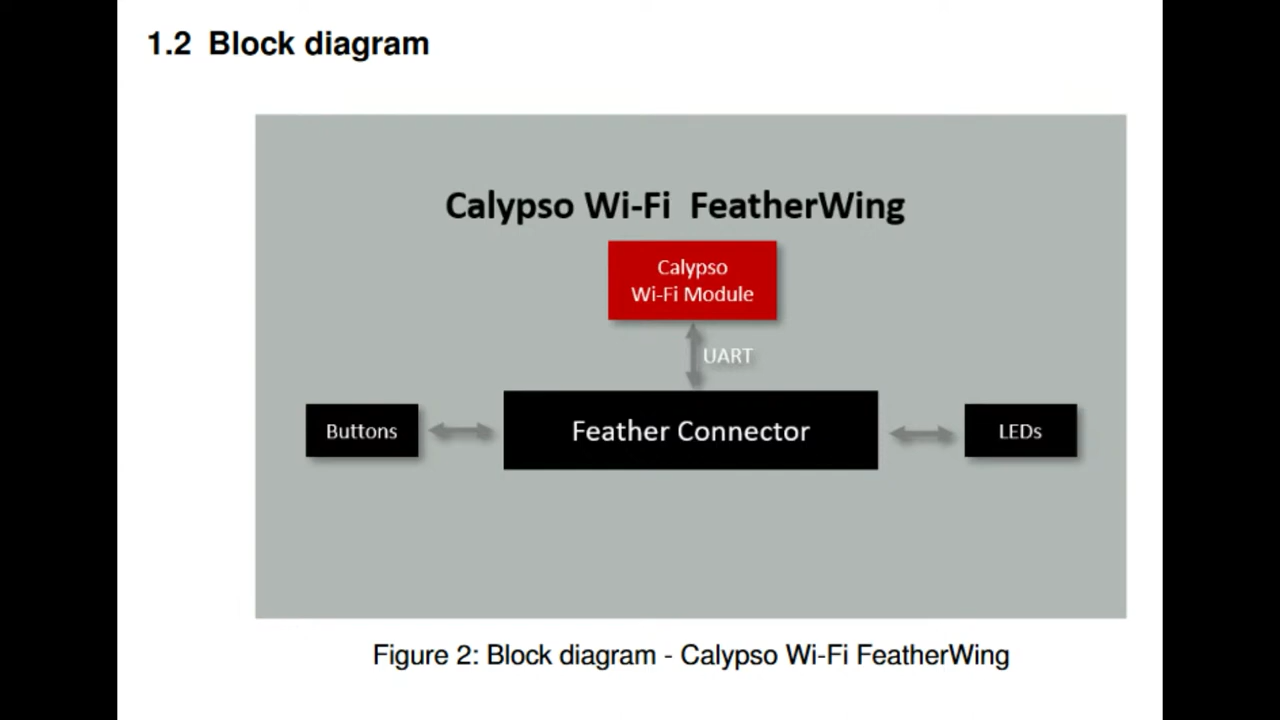 1.2 Block diagram
Calypso Wi-Fi FeatherWing
Calypso
Wi-Fi Module
UART
Buttons
Feather Connector
LEDs
Figure 2: Block diagram - Calypso Wi-Fi FeatherWing